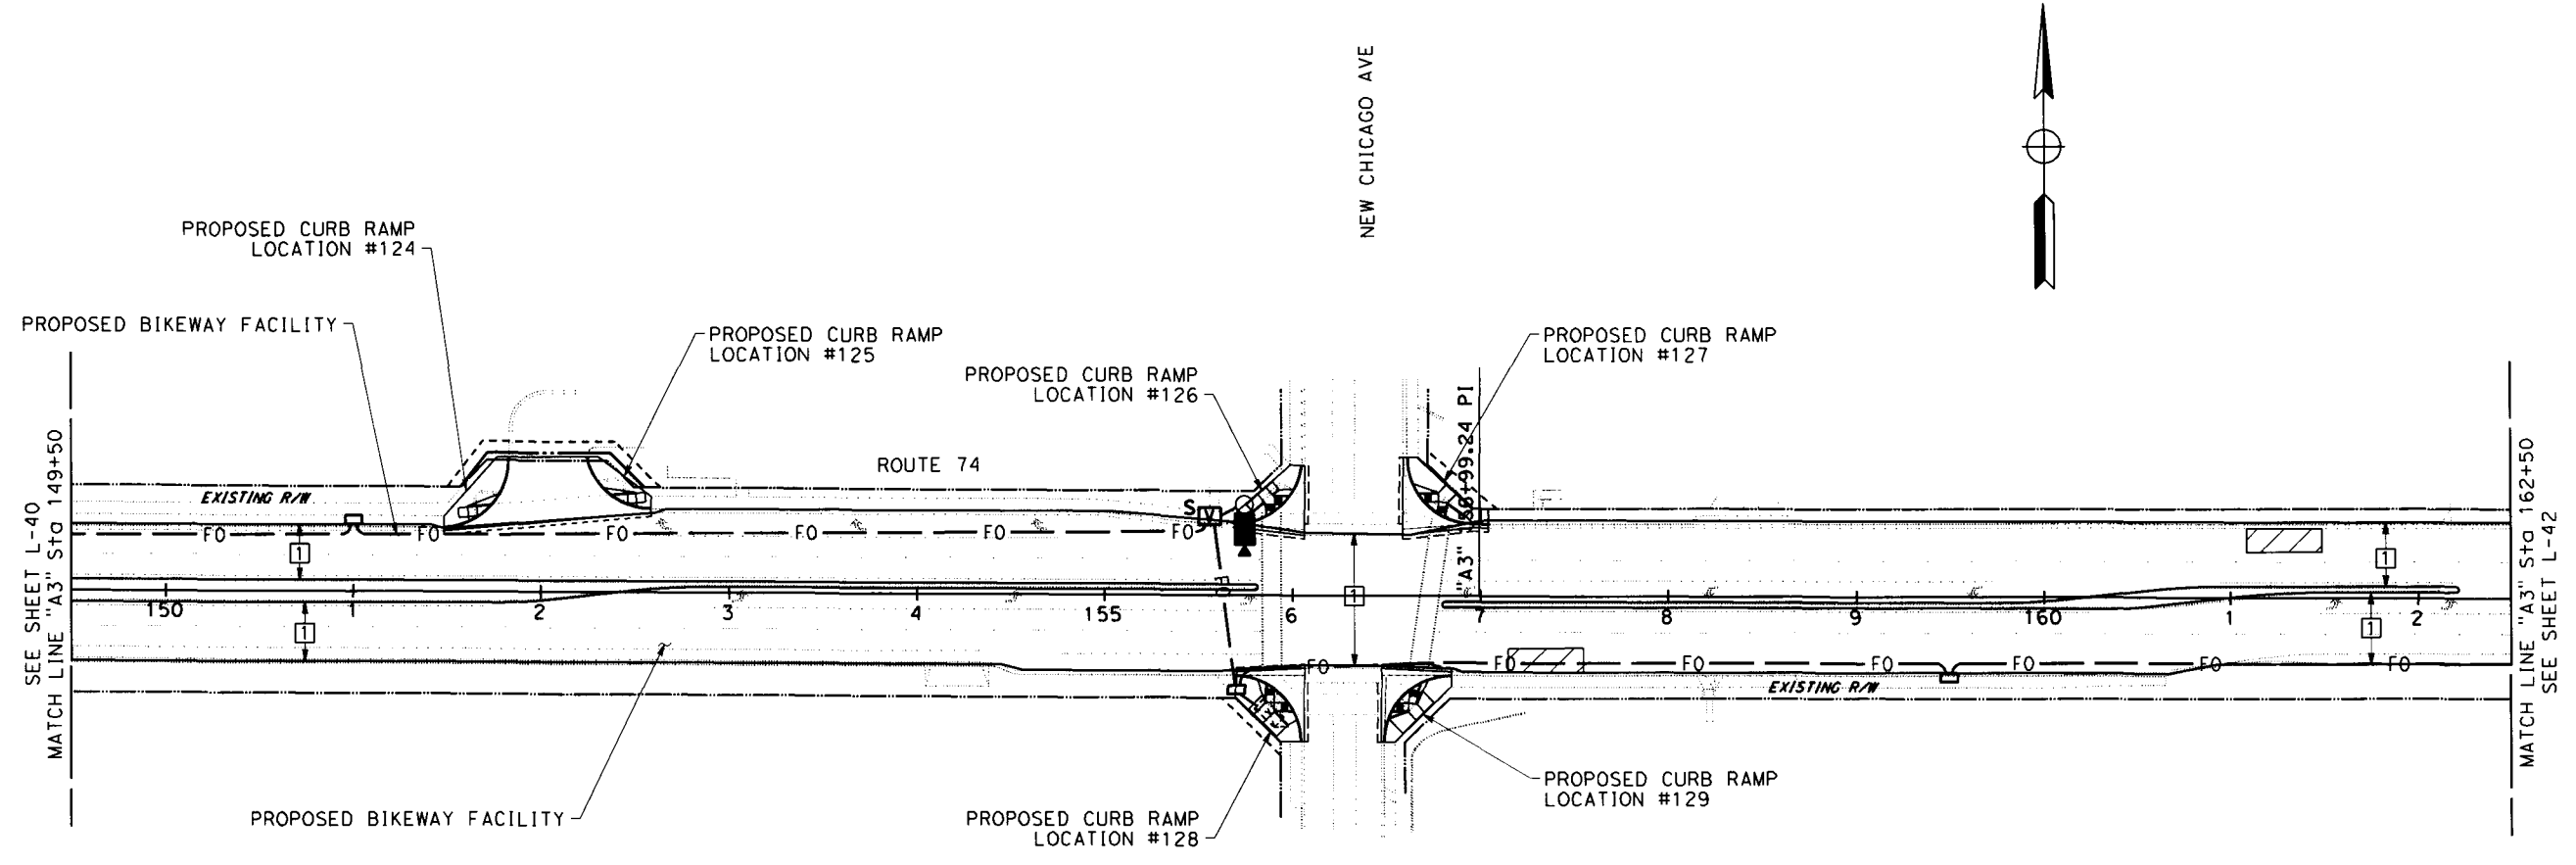 NEW CHICAGO AVE
PROPOSED CURB RAMP
LOCATION #124
PROPOSED BIKEWAY FACILITY
PROPOSED CURB RAMP
LOCATION #125
PROPOSED CURB RAMP
LOCATION #126
PROPOSED CURB RAMP
LOCATION #127
SEE SHEET L-40
MATCH LINE "A3" Sta 149+50
EXISTING R/W
ROUTE 74
"A3" 156+99.24 PI
MATCH LINE "A3" Sta 162+50
SEE SHEET L-42
S V
FO FO FO FO FO FO
1 1 1
150 1 2 3 4 155 6 7 8 9 160 1 2
1 1
FO FO FO FO FO FO FO
EXISTING R/W
PROPOSED BIKEWAY FACILITY
PROPOSED CURB RAMP
LOCATION #128
PROPOSED CURB RAMP
LOCATION #129